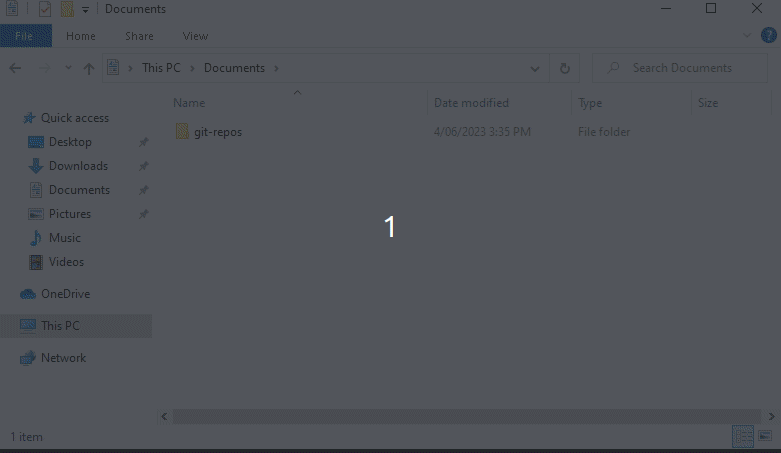 Documents
File Home Share View
This PC > Documents > Search Documents
Name Date modified Type Size
git-repos 4/06/2023 3:35 PM File folder
Quick access
Desktop
Downloads
Documents
Pictures
1
Music
Videos
OneDrive
This PC
Network
1 item